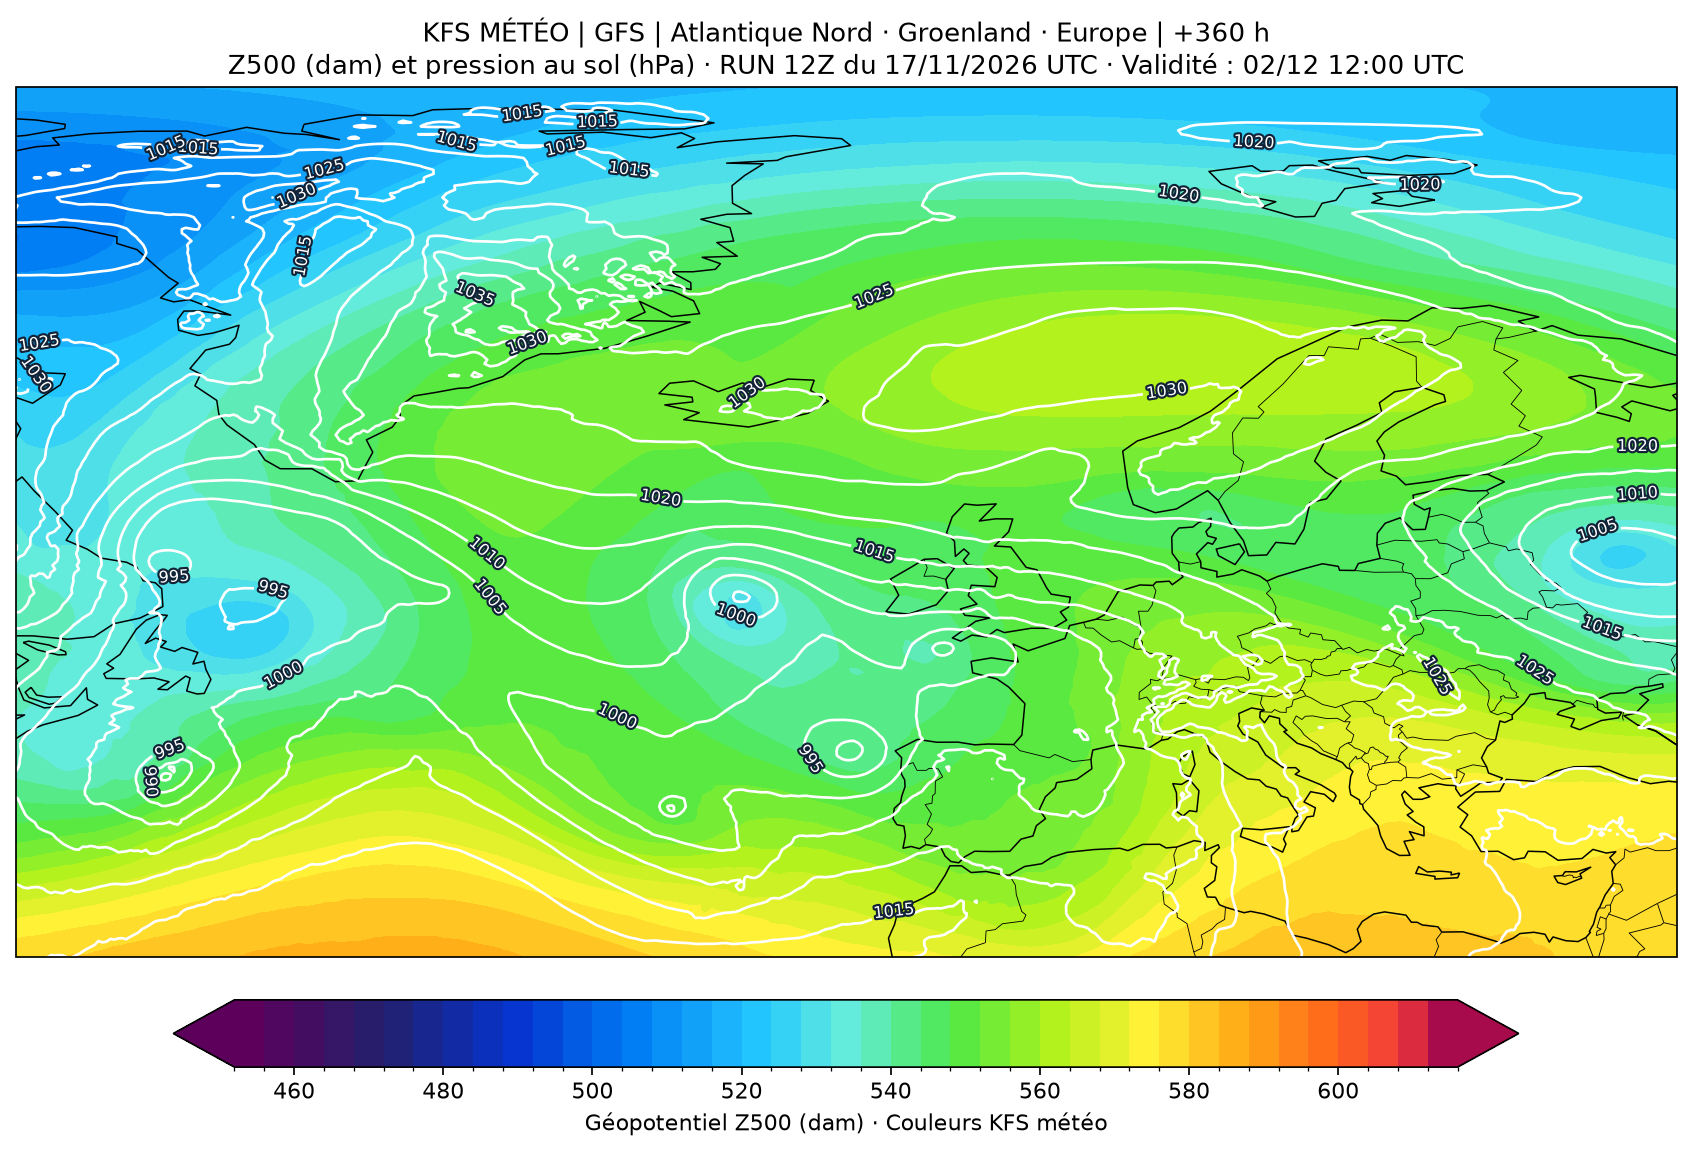 KFS MÉTÉO | GFS | Atlantique Nord · Groenland · Europe | +360 h
Z500 (dam) et pression au sol (hPa) · RUN 12Z du 17/11/2026 UTC · Validité : 02/12 12:00 UTC
1015 1015 1015 1015 1015 1015 1015 1020
1025 1030 1020 1020
1015 1035 1025
1025 1030 1030
1030 1030
1020 1020
1010 1015 1010 1005
995 995 1005 1000 1015
1000 1025 1025
1000
995 990 995
1015
460 480 500 520 540 560 580 600
Géopotentiel Z500 (dam) · Couleurs KFS météo